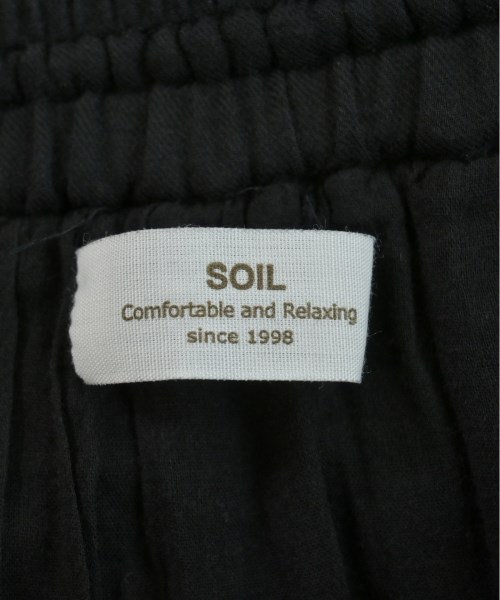 SOIL
Comfortable and Relaxing
since 1998